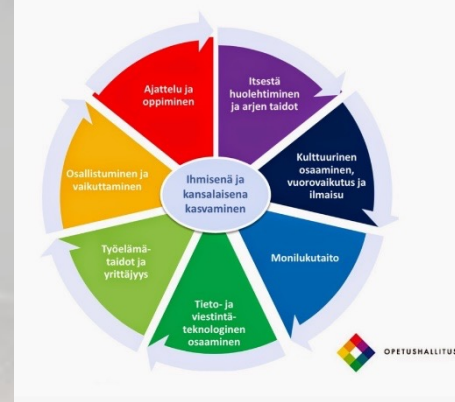 Ajattelu ja
oppiminen
Itsestä
huolehtiminen
ja arjen taidot
Kulttuurinen
osaaminen,
vuorovaikutus ja
ilmaisu
Monilukutaito
Tieto- ja
viestintä-
teknologinen
osaaminen
Työelämä-
taidot ja
yrittäjyys
Osallistuminen ja
vaikuttaminen
Ihmisenä ja
kansalaisena
kasvaminen
OPETUSHALLITUS